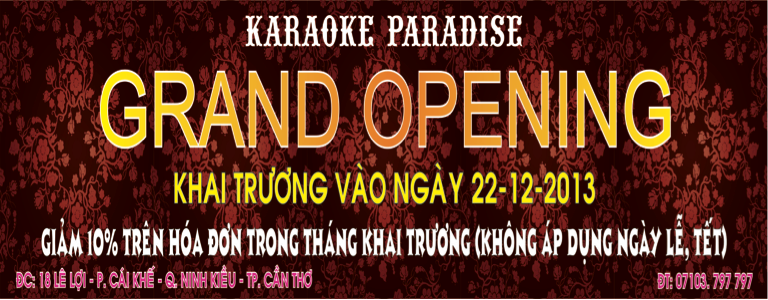 KARAOKE PARADISE
GRAND OPENING
KHAI TRƯƠNG VÀO NGÀY 22-12-2013
GIẢM 10% TRÊN HÓA ĐƠN TRONG THÁNG KHAI TRƯƠNG (KHÔNG ÁP DỤNG NGÀY LỄ, TẾT)
ĐC: 18 LÊ LỢI - P. CÁI KHẾ - Q. NINH KIỀU - TP. CẦN THƠ ĐT: 07103. 797 797